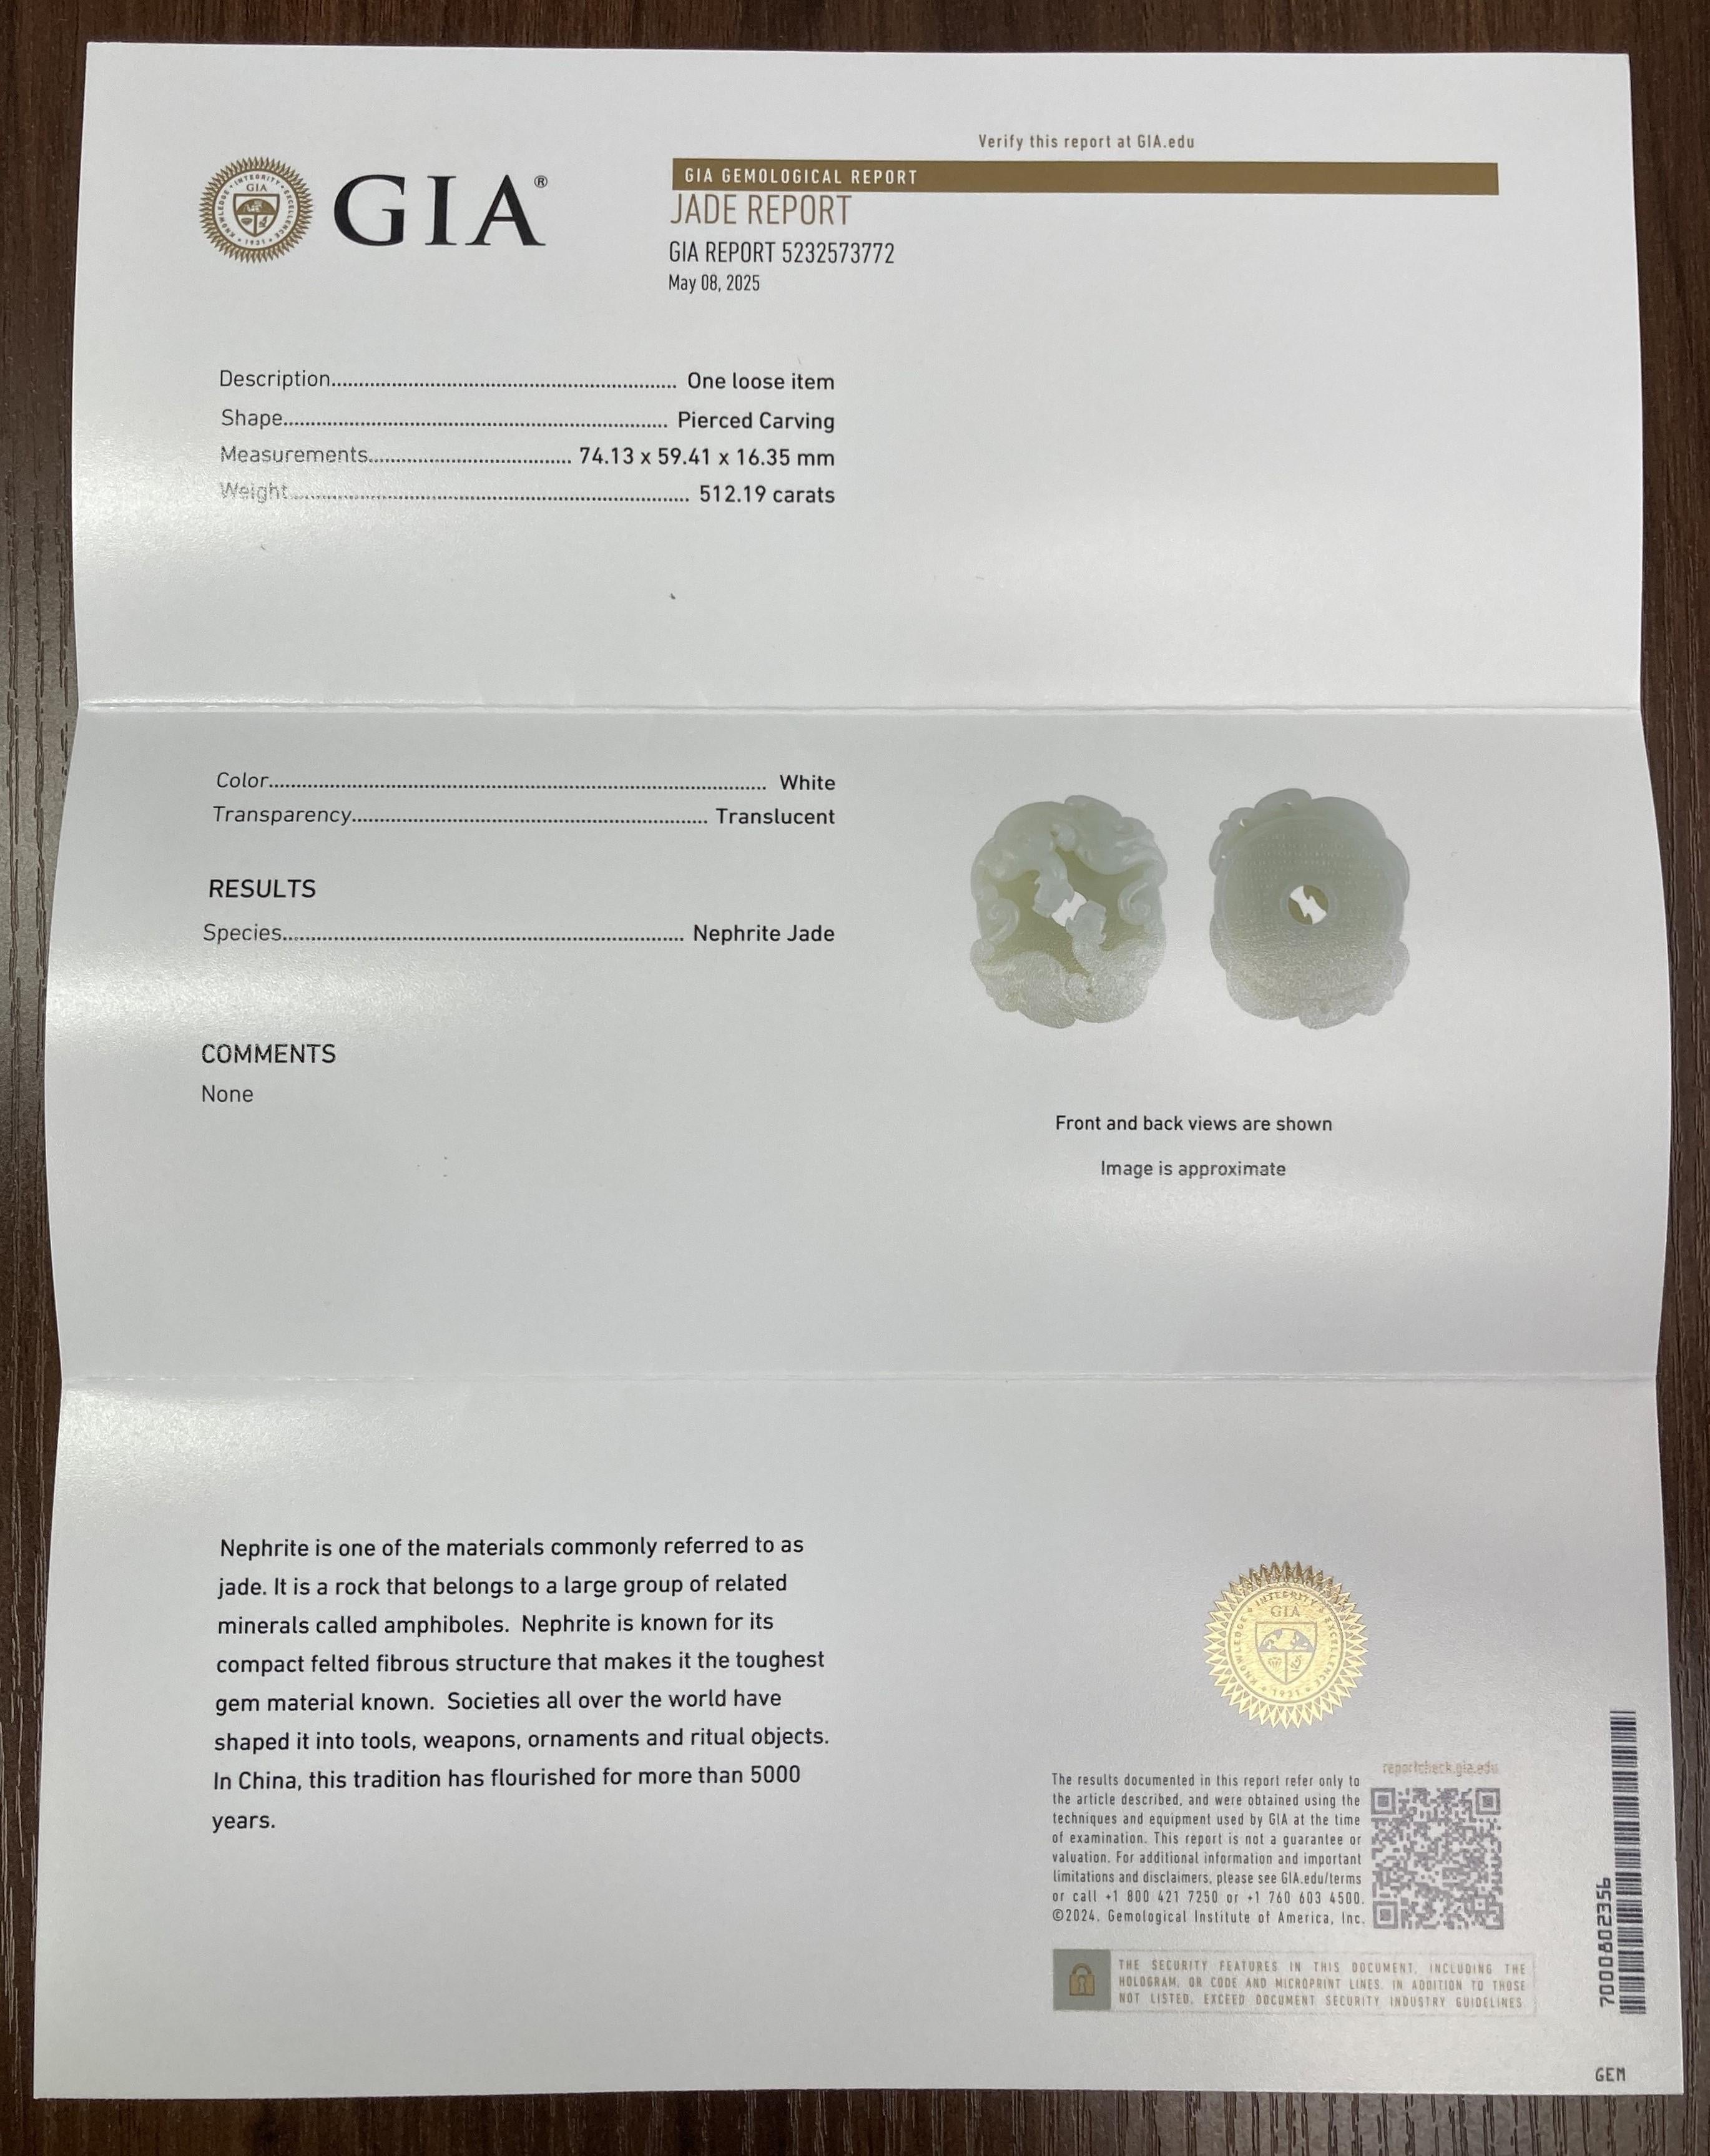 Verify this report at GIA.edu
GIA®
GIA GEMOLOGICAL REPORT
JADE REPORT
GIA REPORT 5232573772
May 08, 2025
Description.......... One loose item
Shape.......... Pierced Carving
Measurements.......... 74.13 x 59.41 x 16.35 mm
Weight.......... 512.19 carats
Color.......... White
Transparency.......... Translucent
RESULTS
Species.......... Nephrite Jade
COMMENTS
None
Front and back views are shown
Image is approximate
Nephrite is one of the materials commonly referred to as
jade. It is a rock that belongs to a large group of related
minerals called amphiboles. Nephrite is known for its
compact felted fibrous structure that makes it the toughest
gem material known. Societies all over the world have
shaped it into tools, weapons, ornaments and ritual objects.
In China, this tradition has flourished for more than 5000
years.
INTEGRITY
GIA
KNOWLEDGE
EXCELLENCE
1931
reportcheck.gia.edu
The results documented in this report refer only to
the article described, and were obtained using the
techniques and equipment used by GIA at the time
of examination. This report is not a guarantee or
valuation. For additional information and important
limitations and disclaimers, please see GIA.edu/terms
or call +1 800 421 7250 or +1 760 603 4500.
©2024. Gemological Institute of America, Inc.
THE SECURITY FEATURES IN THIS DOCUMENT, INCLUDING THE
HOLOGRAM, QR CODE AND MICROPRINT LINES, IN ADDITION TO THOSE
NOT LISTED, EXCEED DOCUMENT SECURITY INDUSTRY GUIDELINES
7000802356
GEM